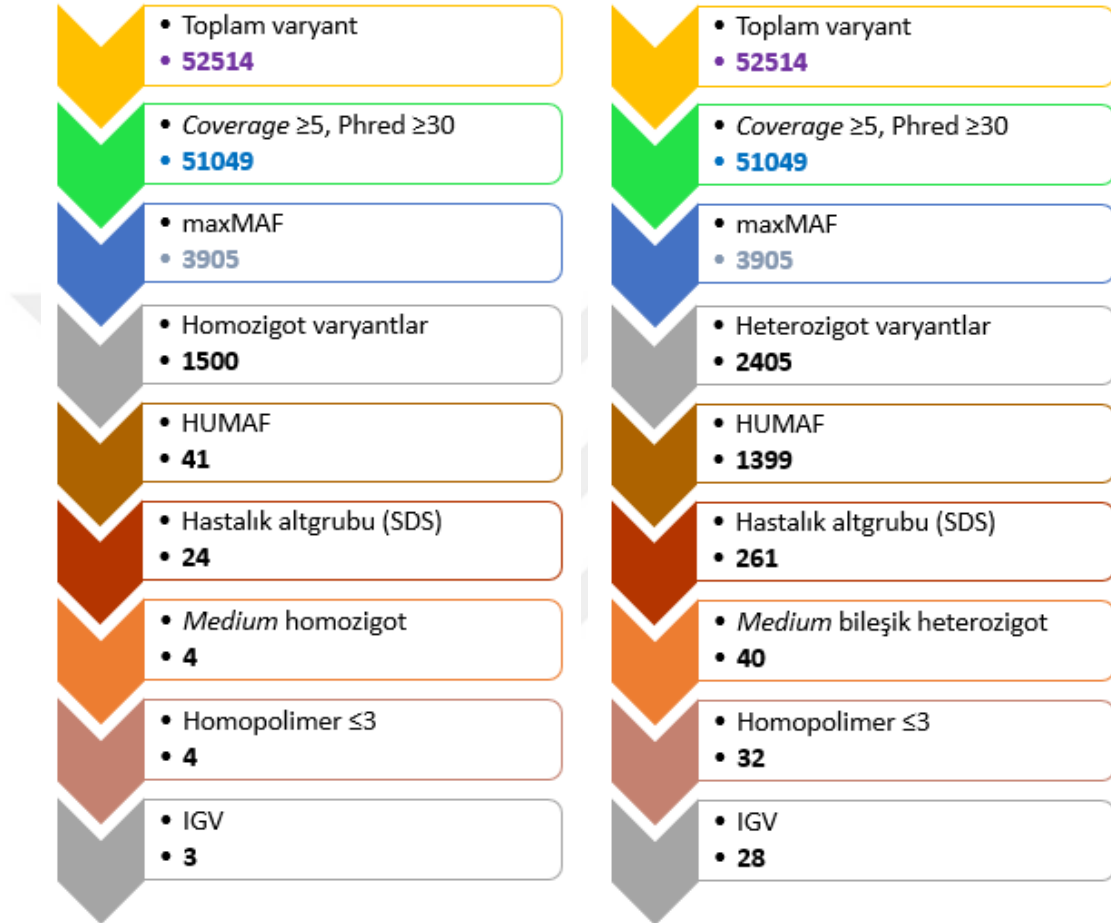 • Toplam varyant
• 52514
• Coverage ≥5, Phred ≥30
• 51049
• maxMAF
• 3905
• Homozigot varyantlar
• 1500
• HUMAF
• 41
• Hastalık altgrubu (SDS)
• 24
• Medium homozigot
• 4
• Homopolimer ≤3
• 4
• IGV
• 3
• Toplam varyant
• 52514
• Coverage ≥5, Phred ≥30
• 51049
• maxMAF
• 3905
• Heterozigot varyantlar
• 2405
• HUMAF
• 1399
• Hastalık altgrubu (SDS)
• 261
• Medium bileşik heterozigot
• 40
• Homopolimer ≤3
• 32
• IGV
• 28